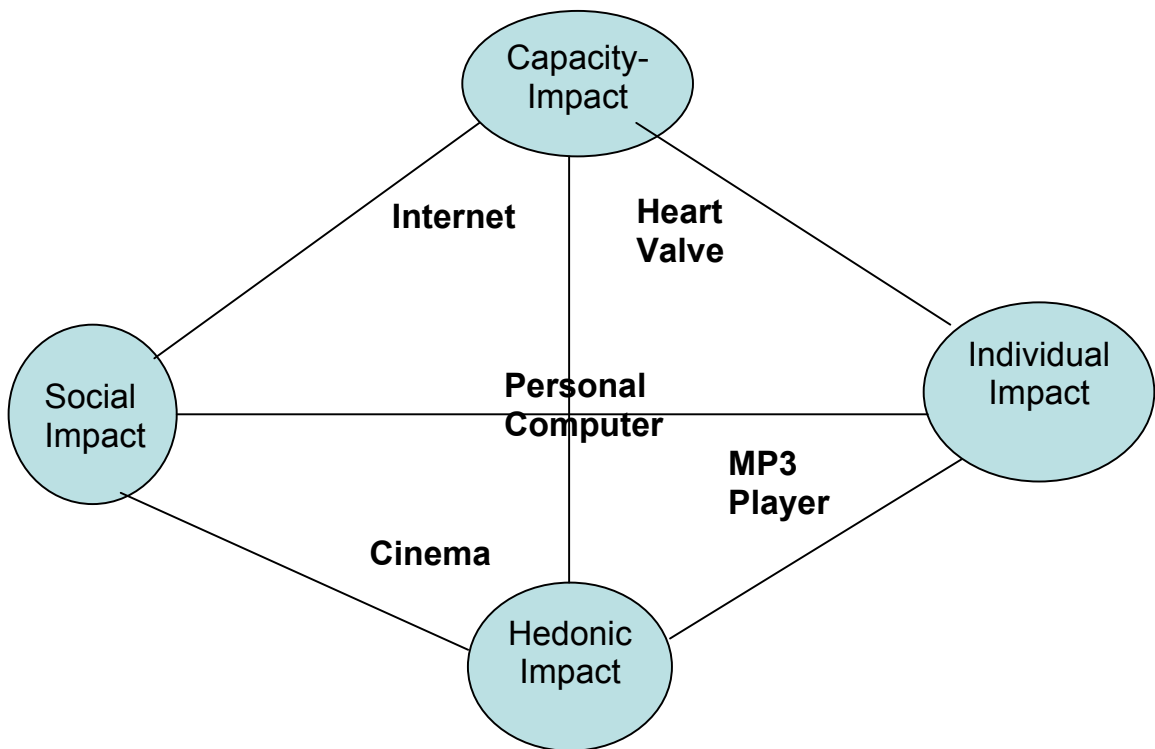 Capacity-
Impact
Internet
Heart
Valve
Social
Impact
Personal
Computer
Individual
Impact
MP3
Player
Cinema
Hedonic
Impact